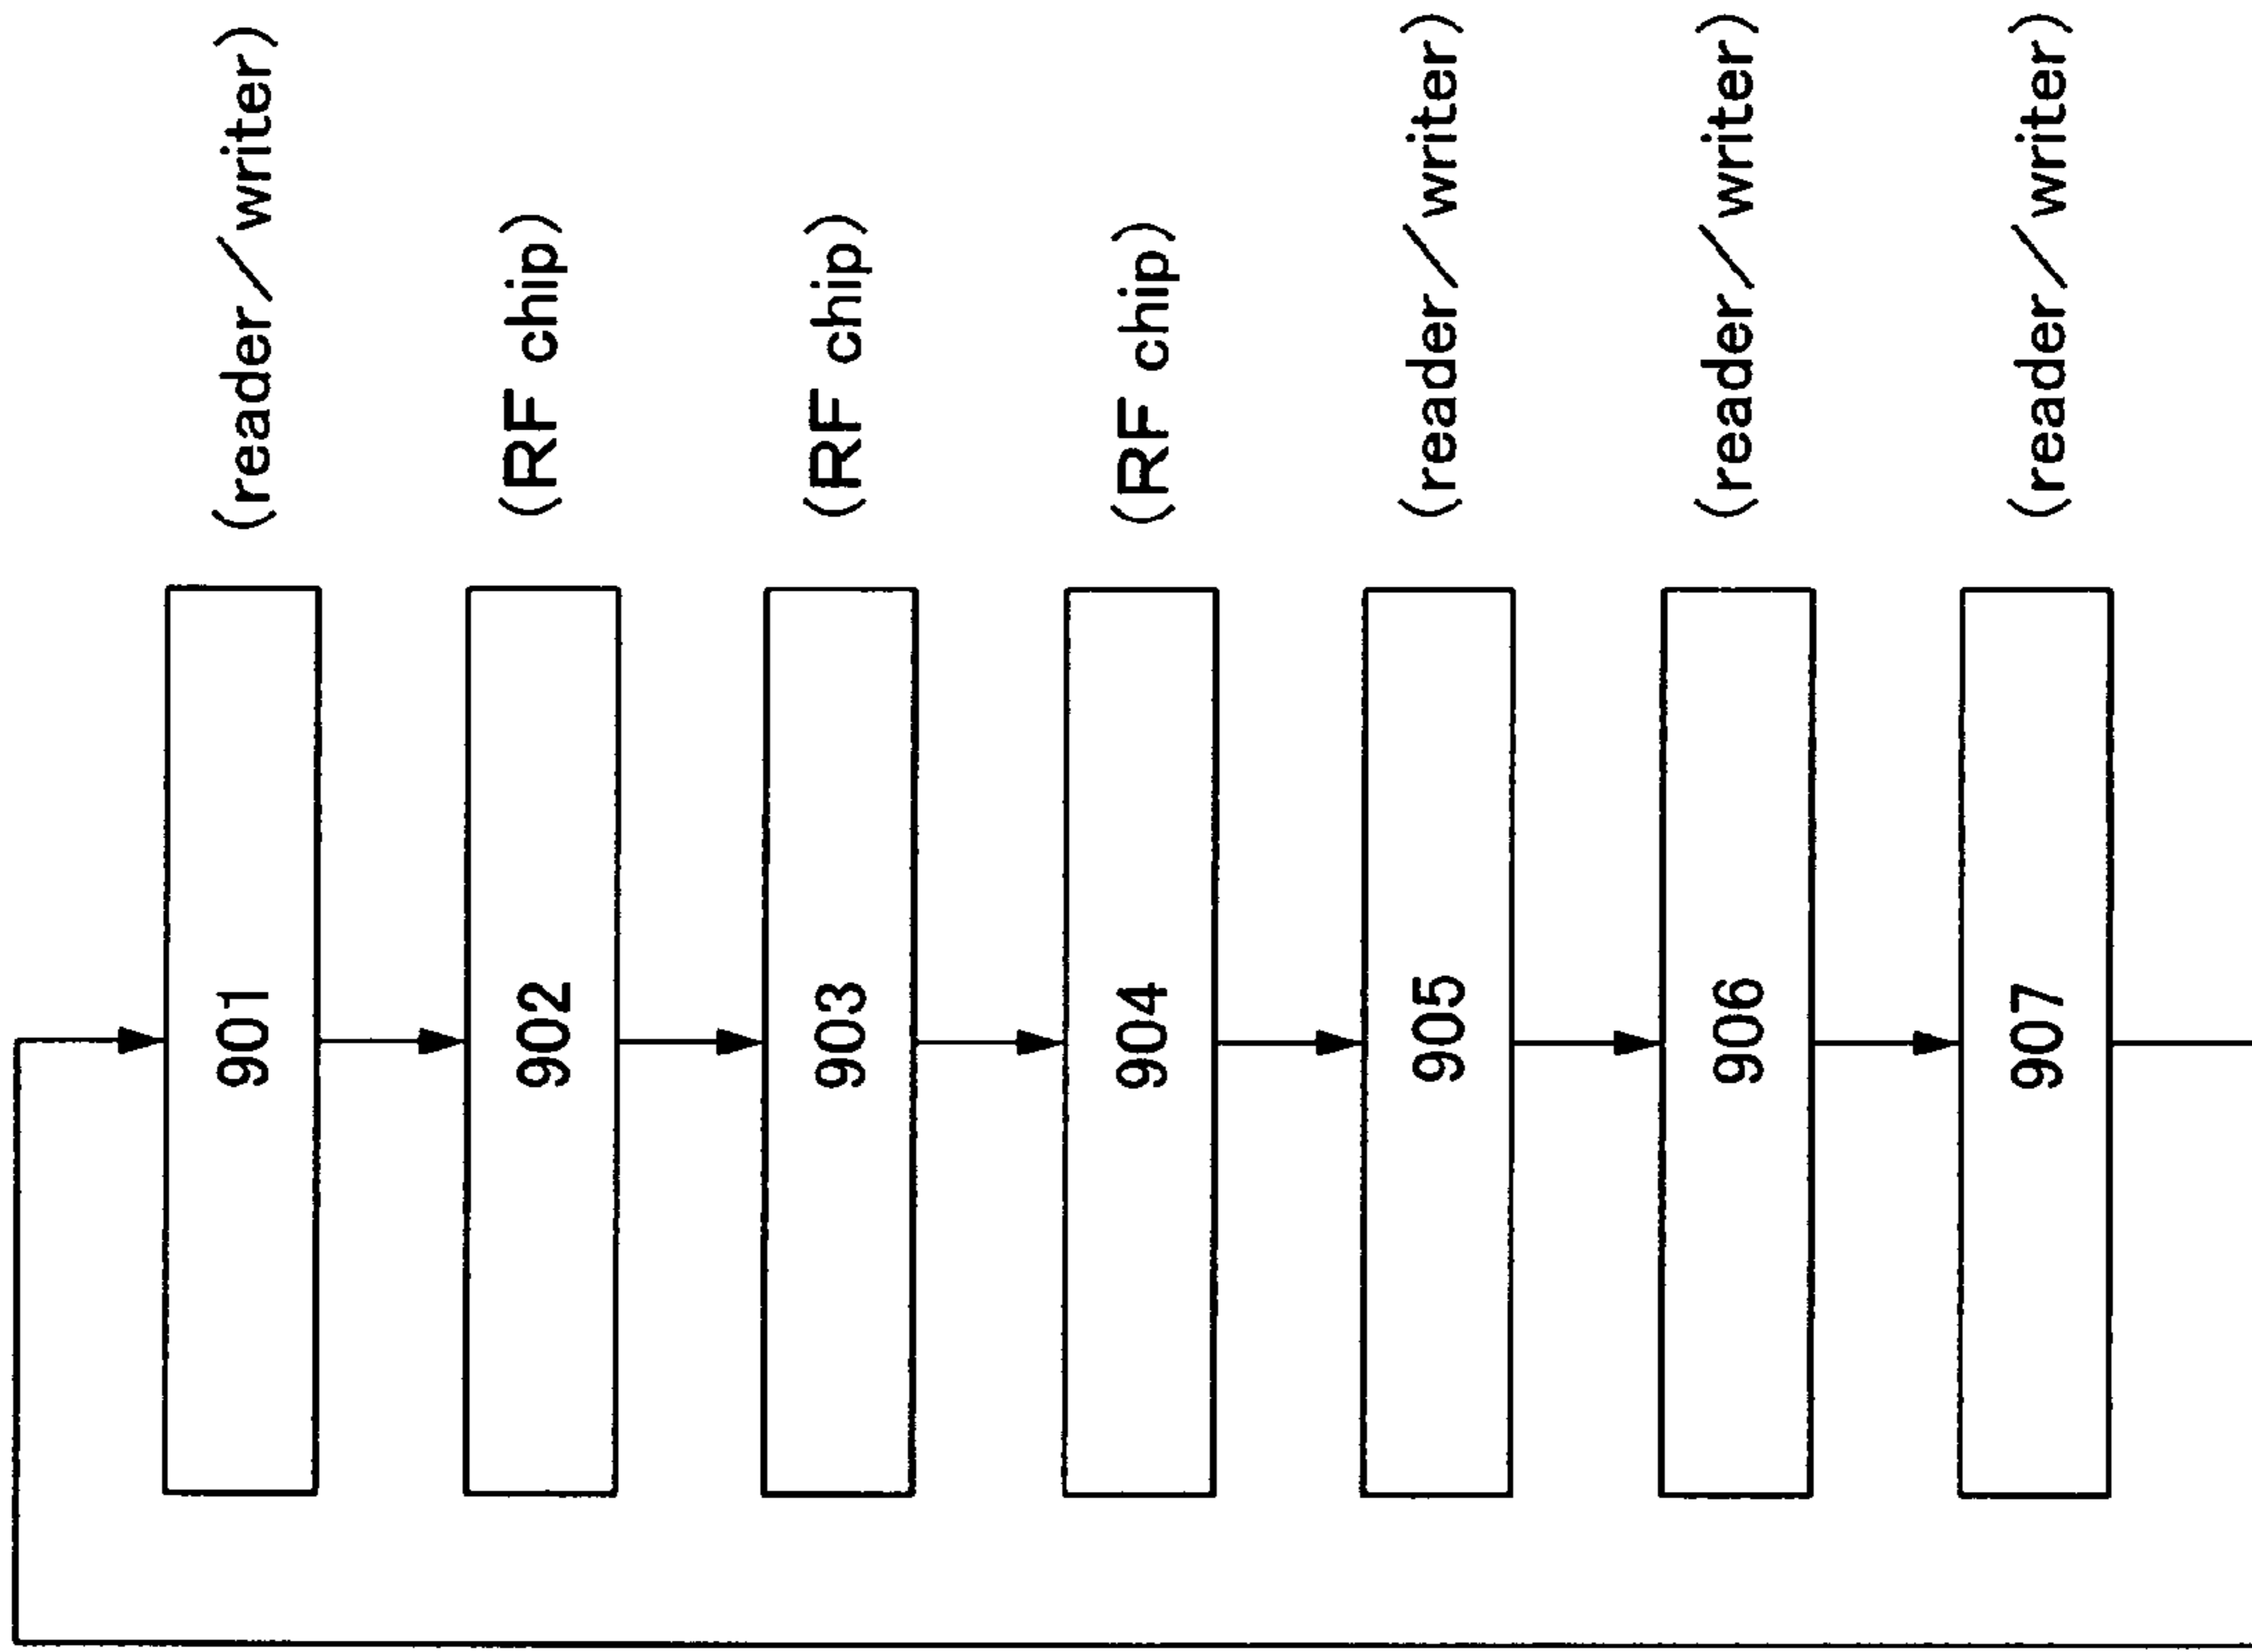 901 (reader/writer)
902 (RF chip)
903 (RF chip)
904 (RF chip)
905 (reader/writer)
906 (reader/writer)
907 (reader/writer)